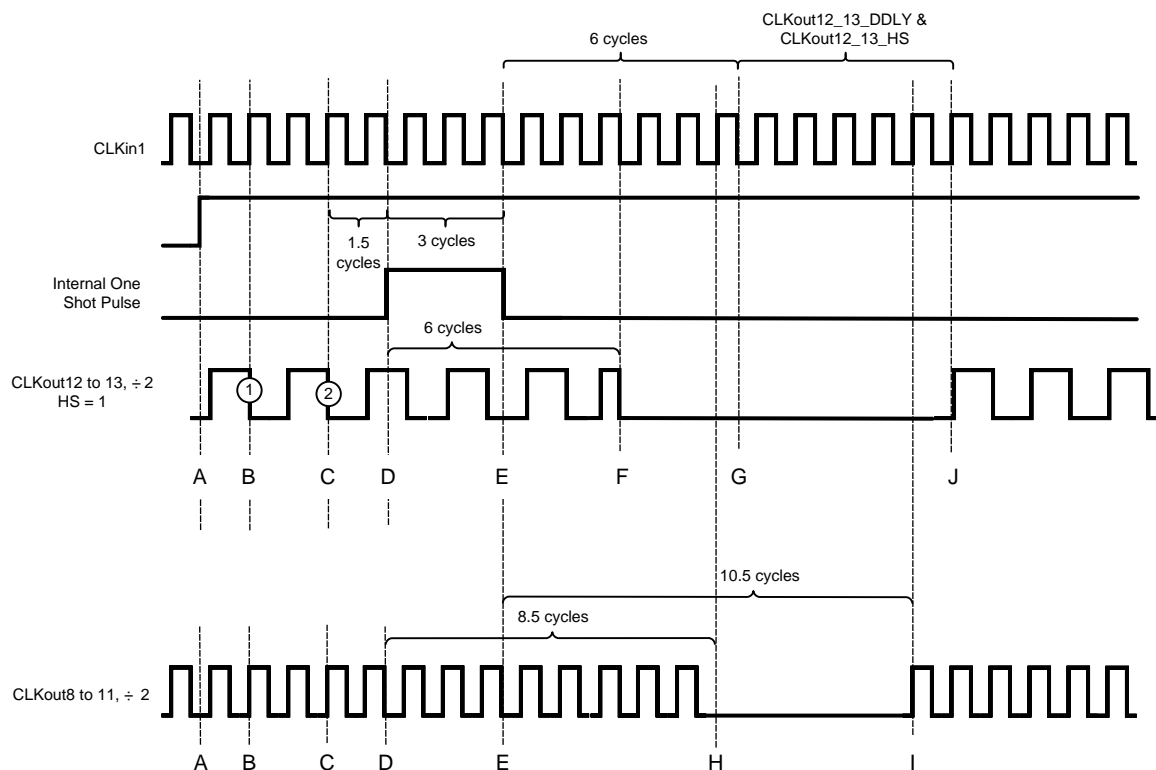 CLKout12_13_DDLY &
CLKout12_13_HS
6 cycles
CLKin1
1.5
cycles
3 cycles
Internal One
Shot Pulse
6 cycles
CLKout12 to 13, ÷ 2
HS = 1
1
2
A B C D E F G J
10.5 cycles
8.5 cycles
CLKout8 to 11, ÷ 2
A B C D E H I